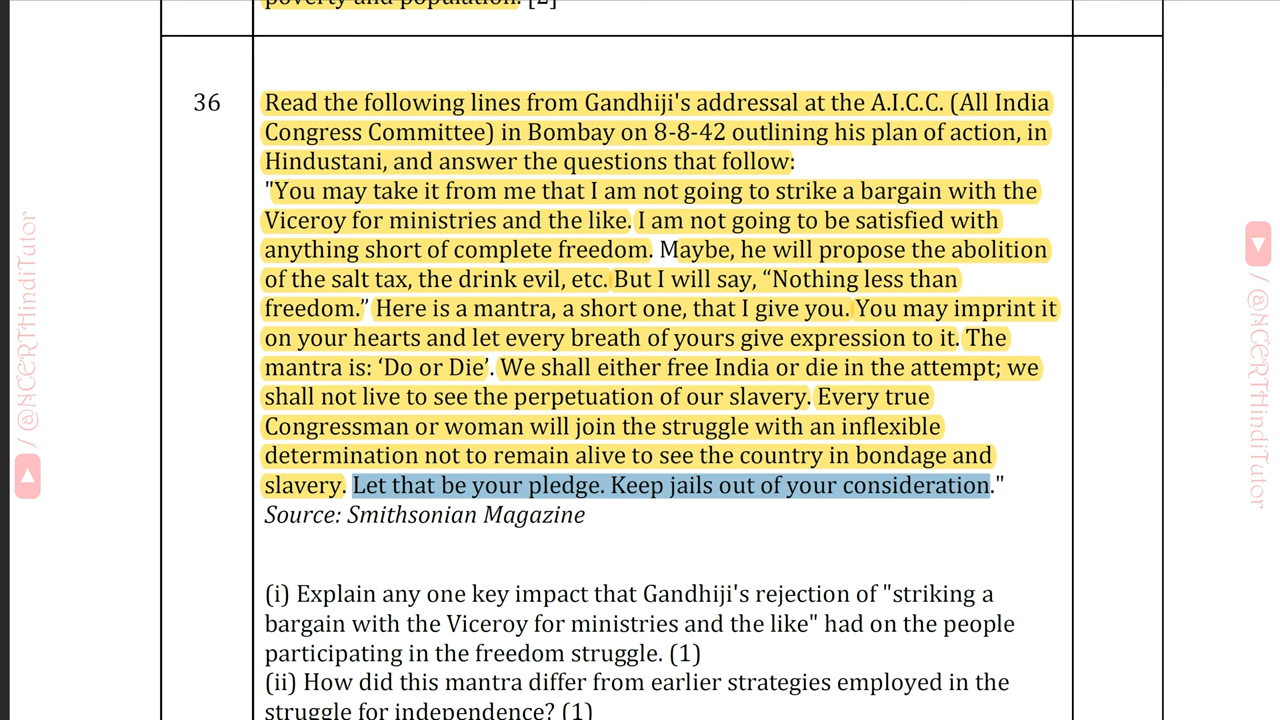 poverty and population. [2]
36
Read the following lines from Gandhiji's addressal at the A.I.C.C. (All India
Congress Committee) in Bombay on 8-8-42 outlining his plan of action, in
Hindustani, and answer the questions that follow:
"You may take it from me that I am not going to strike a bargain with the
Viceroy for ministries and the like. I am not going to be satisfied with
anything short of complete freedom. Maybe, he will propose the abolition
of the salt tax, the drink evil, etc. But I will say, “Nothing less than
freedom.” Here is a mantra, a short one, that I give you. You may imprint it
on your hearts and let every breath of yours give expression to it. The
mantra is: ‘Do or Die’. We shall either free India or die in the attempt; we
shall not live to see the perpetuation of our slavery. Every true
Congressman or woman will join the struggle with an inflexible
determination not to remain alive to see the country in bondage and
slavery. Let that be your pledge. Keep jails out of your consideration."
Source: Smithsonian Magazine
(i) Explain any one key impact that Gandhiji's rejection of "striking a
bargain with the Viceroy for ministries and the like" had on the people
participating in the freedom struggle. (1)
(ii) How did this mantra differ from earlier strategies employed in the
struggle for independence? (1)
/ @NCERTHindiTutor
/ @NCERTHindiTutor